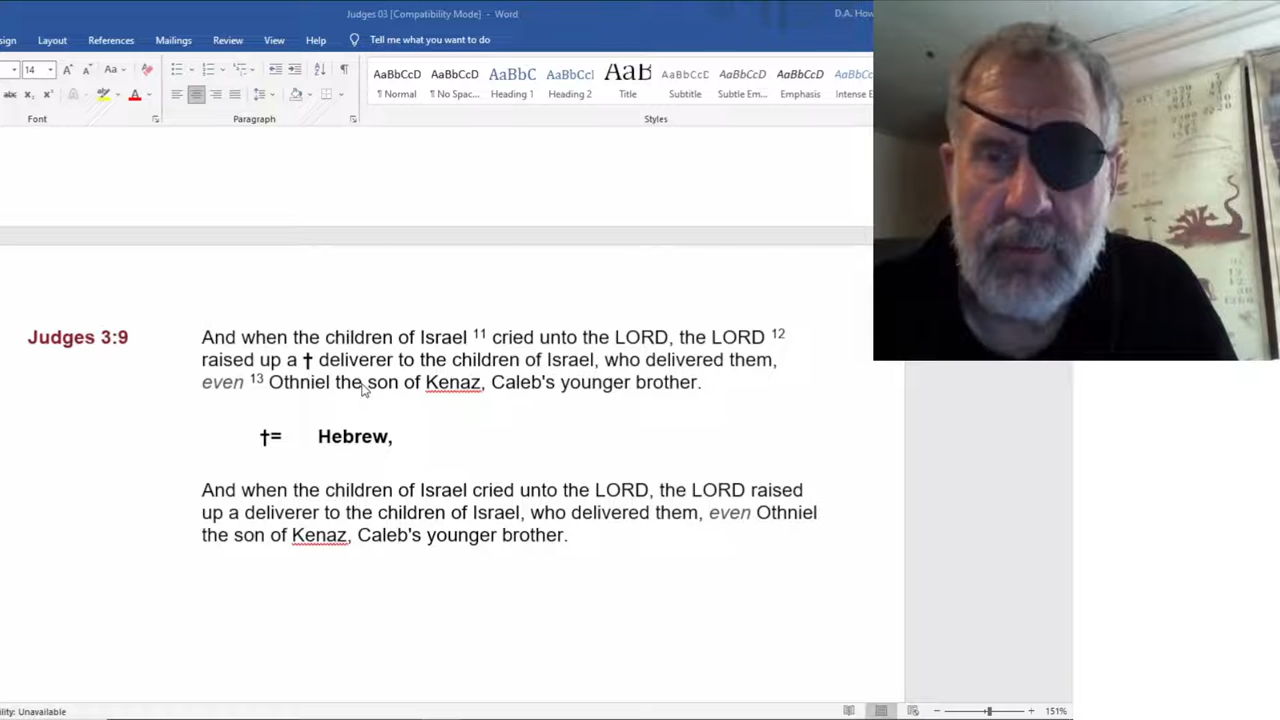 Judges 03 [Compatibility Mode] - Word
D.A. How
sign Layout References Mailings Review View Help Tell me what you want to do
14 Aa
AaBbCcD AaBbCcD AaBbC AaBbCcI AaB AaBbCcD AaBbCcD AaBbCcD AaBbCc
¶ Normal ¶ No Spac... Heading 1 Heading 2 Title Subtitle Subtle Em... Emphasis Intense E
Font Paragraph Styles
Judges 3:9 And when the children of Israel 11 cried unto the LORD, the LORD 12
raised up a † deliverer to the children of Israel, who delivered them,
even 13 Othniel the son of Kenaz, Caleb's younger brother.
†= Hebrew,
And when the children of Israel cried unto the LORD, the LORD raised
up a deliverer to the children of Israel, who delivered them, even Othniel
the son of Kenaz, Caleb's younger brother.
ility: Unavailable
151%